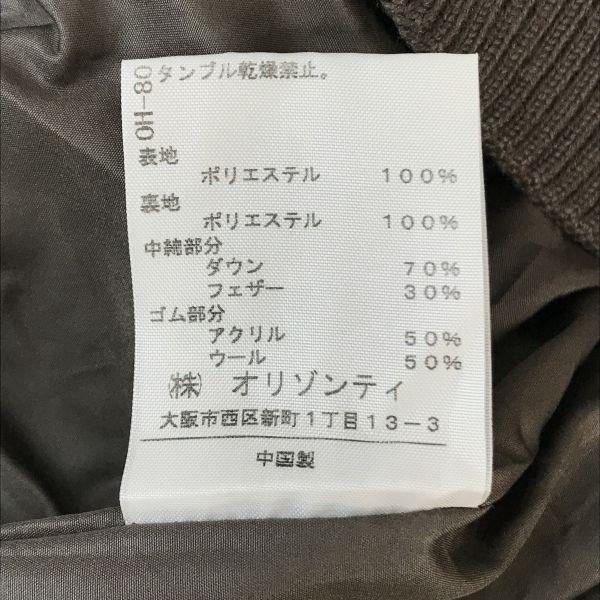 タンブル乾燥禁止。
OH-80
表地
ポリエステル 100%
裏地
ポリエステル 100%
中綿部分
ダウン 70%
フェザー 30%
ゴム部分
アクリル 50%
ウール 50%
㈱ オリゾンティ
大阪市西区新町1丁目13-3
中国製